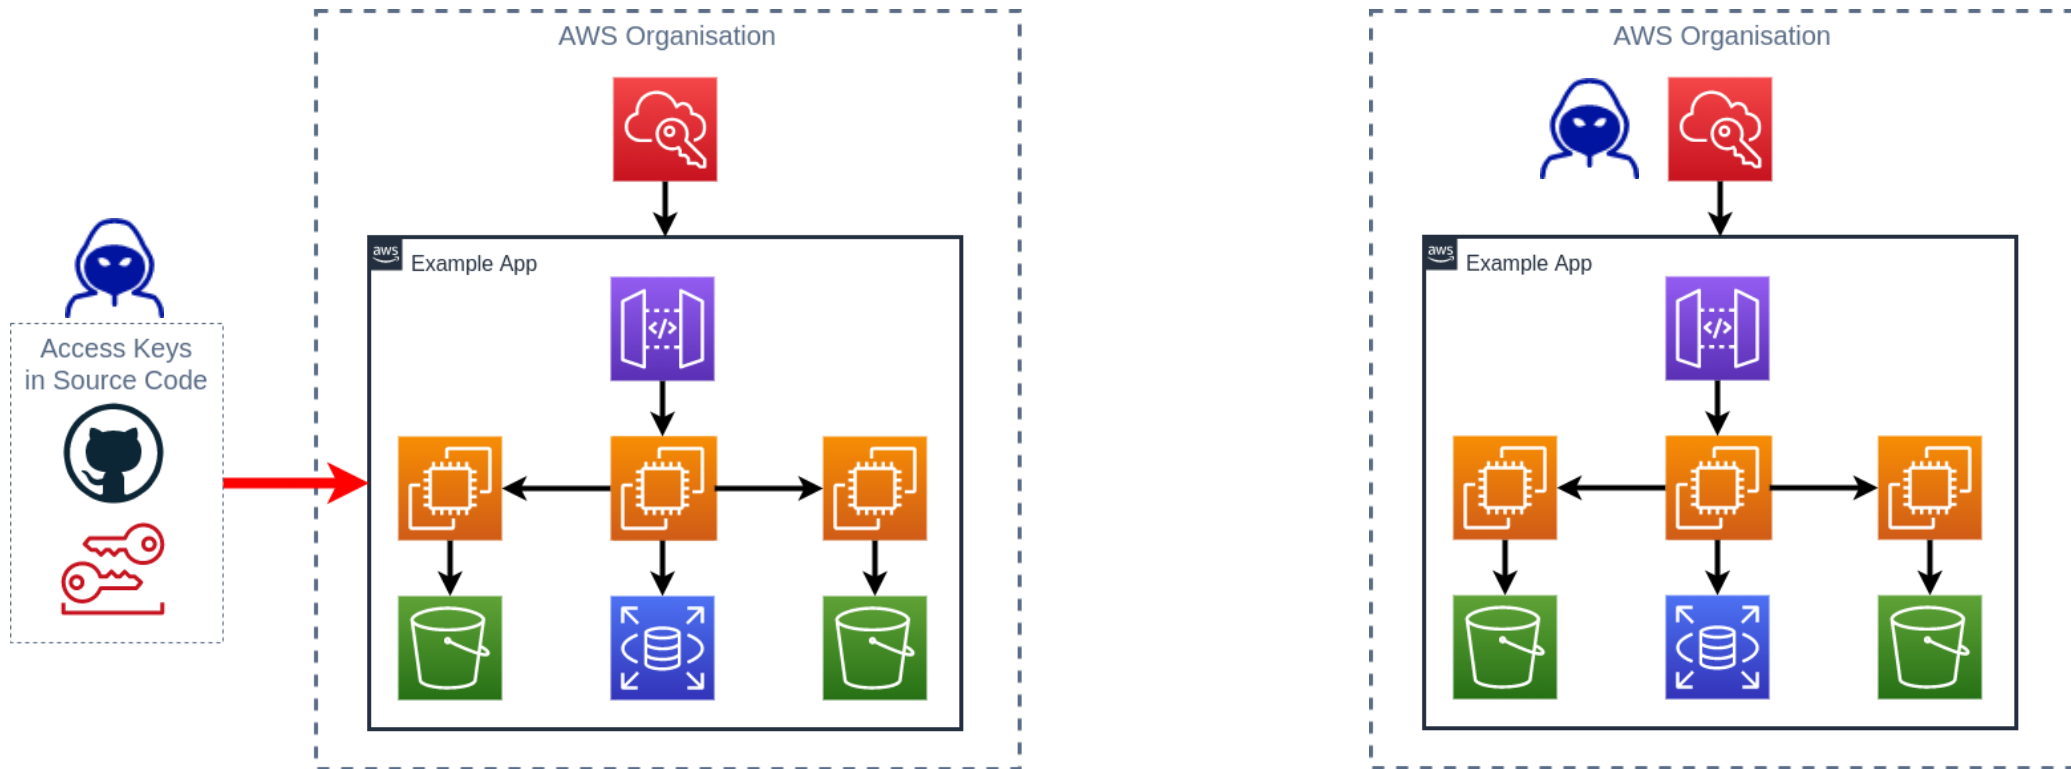 AWS Organisation
aws
Example App
</>
Access Keys
in Source Code
AWS Organisation
aws
Example App
</>